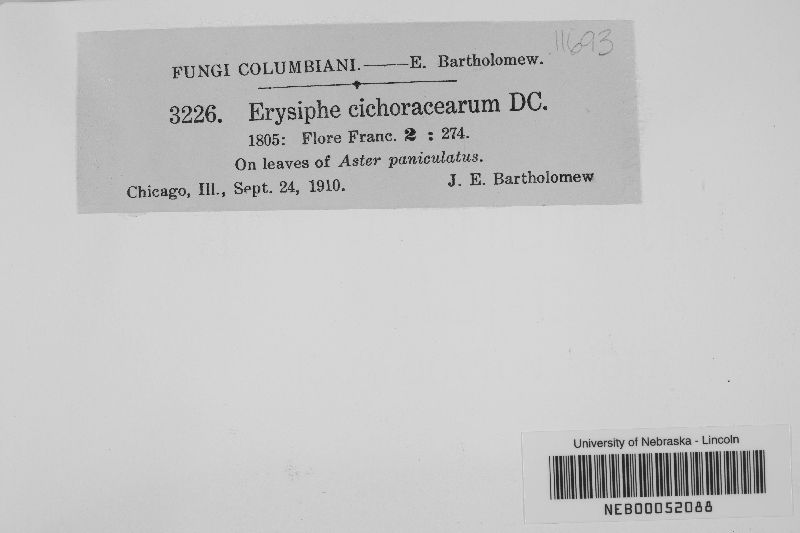 11693
FUNGI COLUMBIANI.——E. Bartholomew.
3226. Erysiphe cichoracearum DC.
1805: Flore Franc. 2 : 274.
On leaves of Aster paniculatus.
Chicago, Ill., Sept. 24, 1910. J. E. Bartholomew
University of Nebraska - Lincoln
NEB00052088